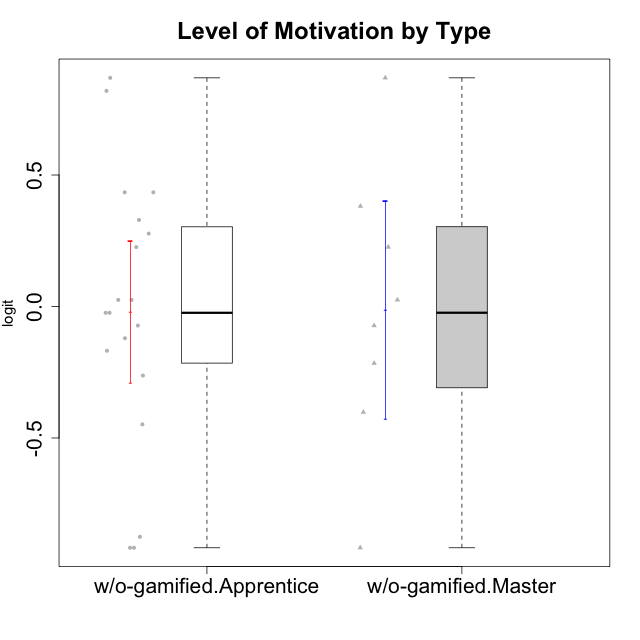 Level of Motivation by Type
logit
0.5
0.0
-0.5
w/o-gamified.Apprentice
w/o-gamified.Master